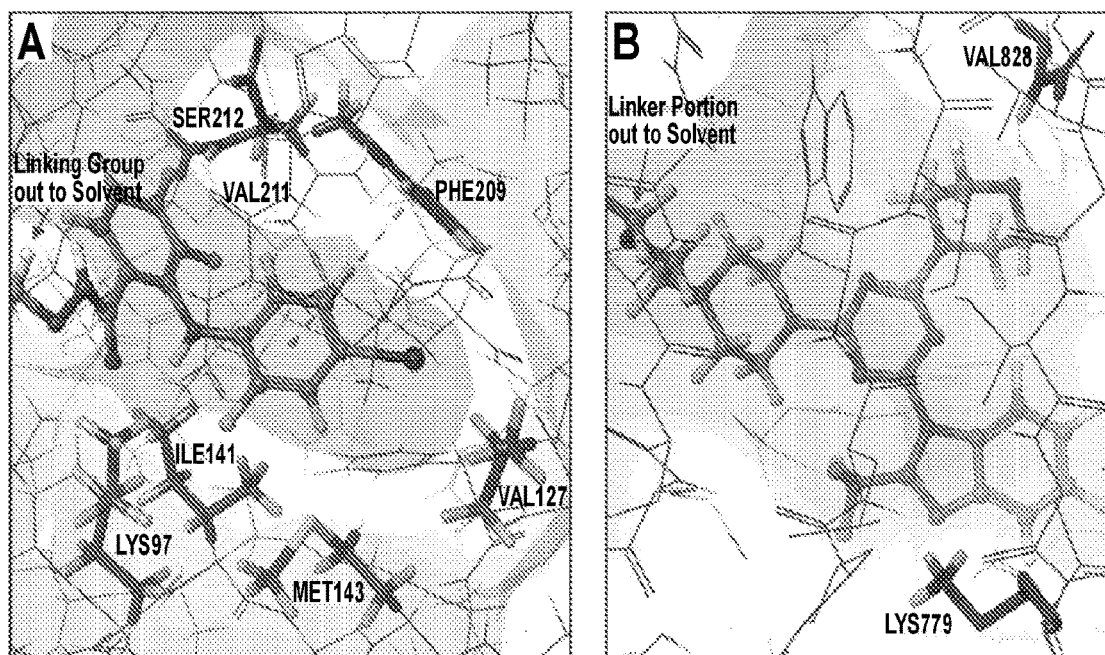 A
SER212
Linking Group
out to Solvent
VAL211
PHE209
ILE141
VAL127
LYS97
MET143
B
VAL828
Linker Portion
out to Solvent
LYS779